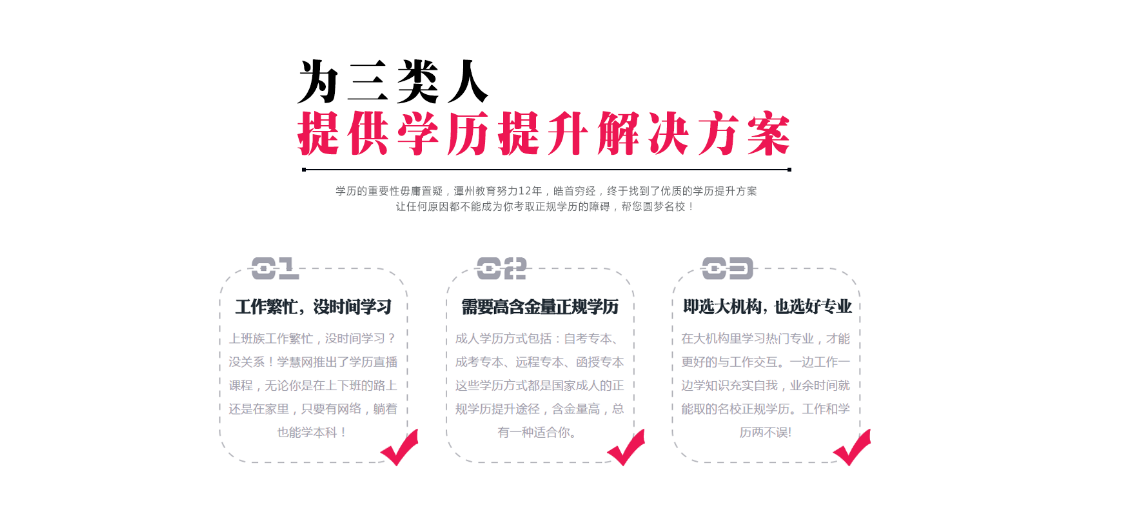 为三类人
提供学历提升解决方案
学历的重要性毋庸置疑，潭州教育努力12年，皓首穷经，终于找到了优质的学历提升方案
让任何原因都不能成为你考取正规学历的障碍，帮您圆梦名校！
01
工作繁忙，没时间学习
上班族工作繁忙，没时间学习？
没关系！学慧网推出了学历直播
课程，无论你是在上下班的路上
还是在家里，只要有网络，躺着
也能学本科！
02
需要高含金量正规学历
成人学历方式包括：自考专本、
成考专本、远程专本、函授专本
这些学历方式都是国家成人的正
规学历提升途径，含金量高，总
有一种适合你。
03
即选大机构，也选好专业
在大机构里学习热门专业，才能
更好的与工作交互。一边工作一
边学知识充实自我，业余时间就
能取的名校正规学历。工作和学
历两不误!